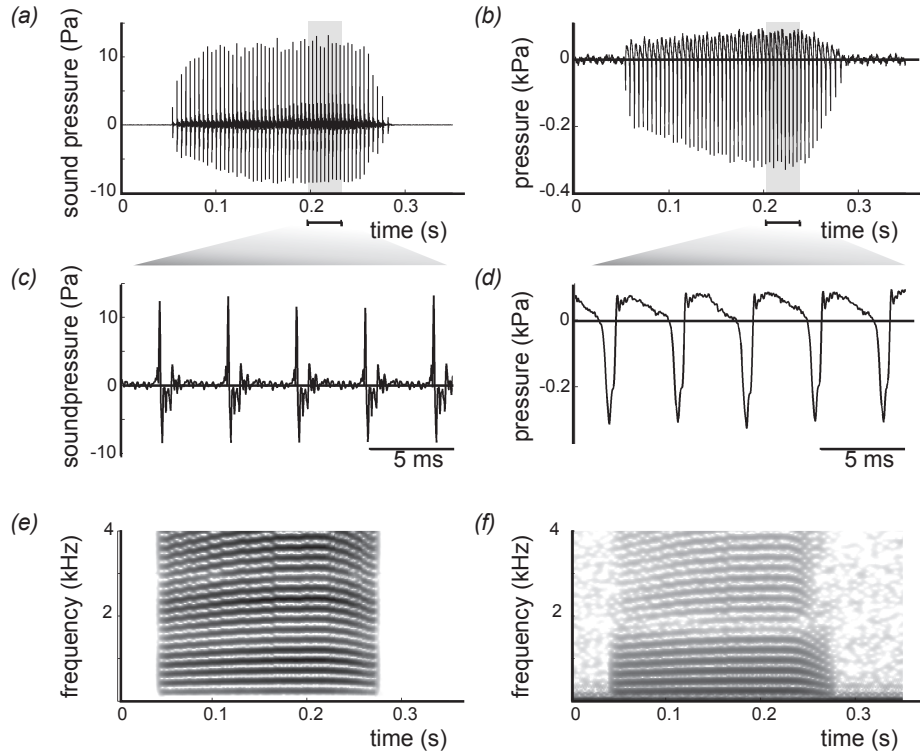 (a)
sound pressure (Pa)
10
0
-10
0
0.1
0.2
0.3
time (s)
(b)
pressure (kPa)
0
-0.2
-0.4
0
0.1
0.2
0.3
time (s)
(c)
soundpressure (Pa)
10
0
-10
5 ms
(d)
pressure (kPa)
0
-0.2
5 ms
(e)
frequency (kHz)
4
2
0
0.1
0.2
0.3
time (s)
(f)
frequency (kHz)
4
2
0
0.1
0.2
0.3
time (s)